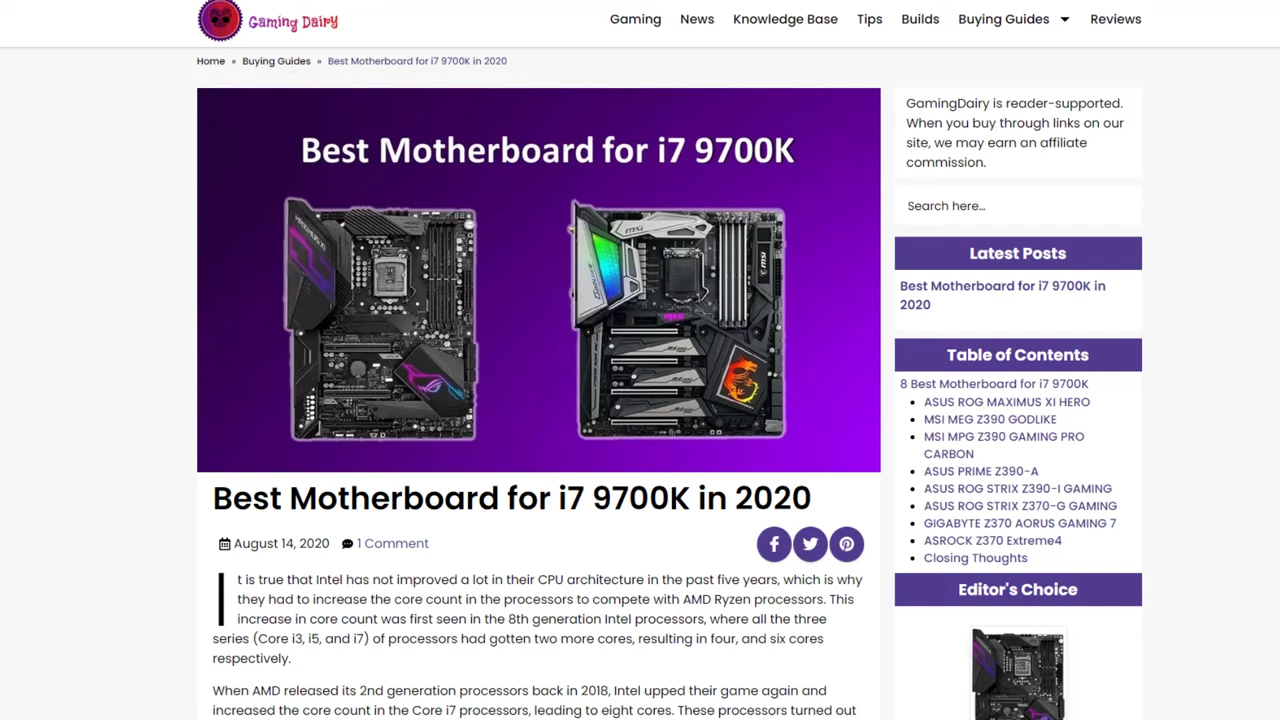 Gaming Dairy
Gaming
News
Knowledge Base
Tips
Builds
Buying Guides
Reviews
Home » Buying Guides » Best Motherboard for i7 9700K in 2020
Best Motherboard for i7 9700K
MAXIMUS XI
msi
GODLIKE
msi
Best Motherboard for i7 9700K in 2020
August 14, 2020
1 Comment
It is true that Intel has not improved a lot in their CPU architecture in the past five years, which is why
they had to increase the core count in the processors to compete with AMD Ryzen processors. This
increase in core count was first seen in the 8th generation Intel processors, where all the three
series (Core i3, i5, and i7) of processors had gotten two more cores, resulting in four, and six cores
respectively.
When AMD released its 2nd generation processors back in 2018, Intel upped their game again and
increased the core count in the Core i7 processors, leading to eight cores. These processors turned out
GamingDairy is reader-supported.
When you buy through links on our
site, we may earn an affiliate
commission.
Search here...
Latest Posts
Best Motherboard for i7 9700K in
2020
Table of Contents
8 Best Motherboard for i7 9700K
ASUS ROG MAXIMUS XI HERO
MSI MEG Z390 GODLIKE
MSI MPG Z390 GAMING PRO
CARBON
ASUS PRIME Z390-A
ASUS ROG STRIX Z390-I GAMING
ASUS ROG STRIX Z370-G GAMING
GIGABYTE Z370 AORUS GAMING 7
ASROCK Z370 Extreme4
Closing Thoughts
Editor's Choice